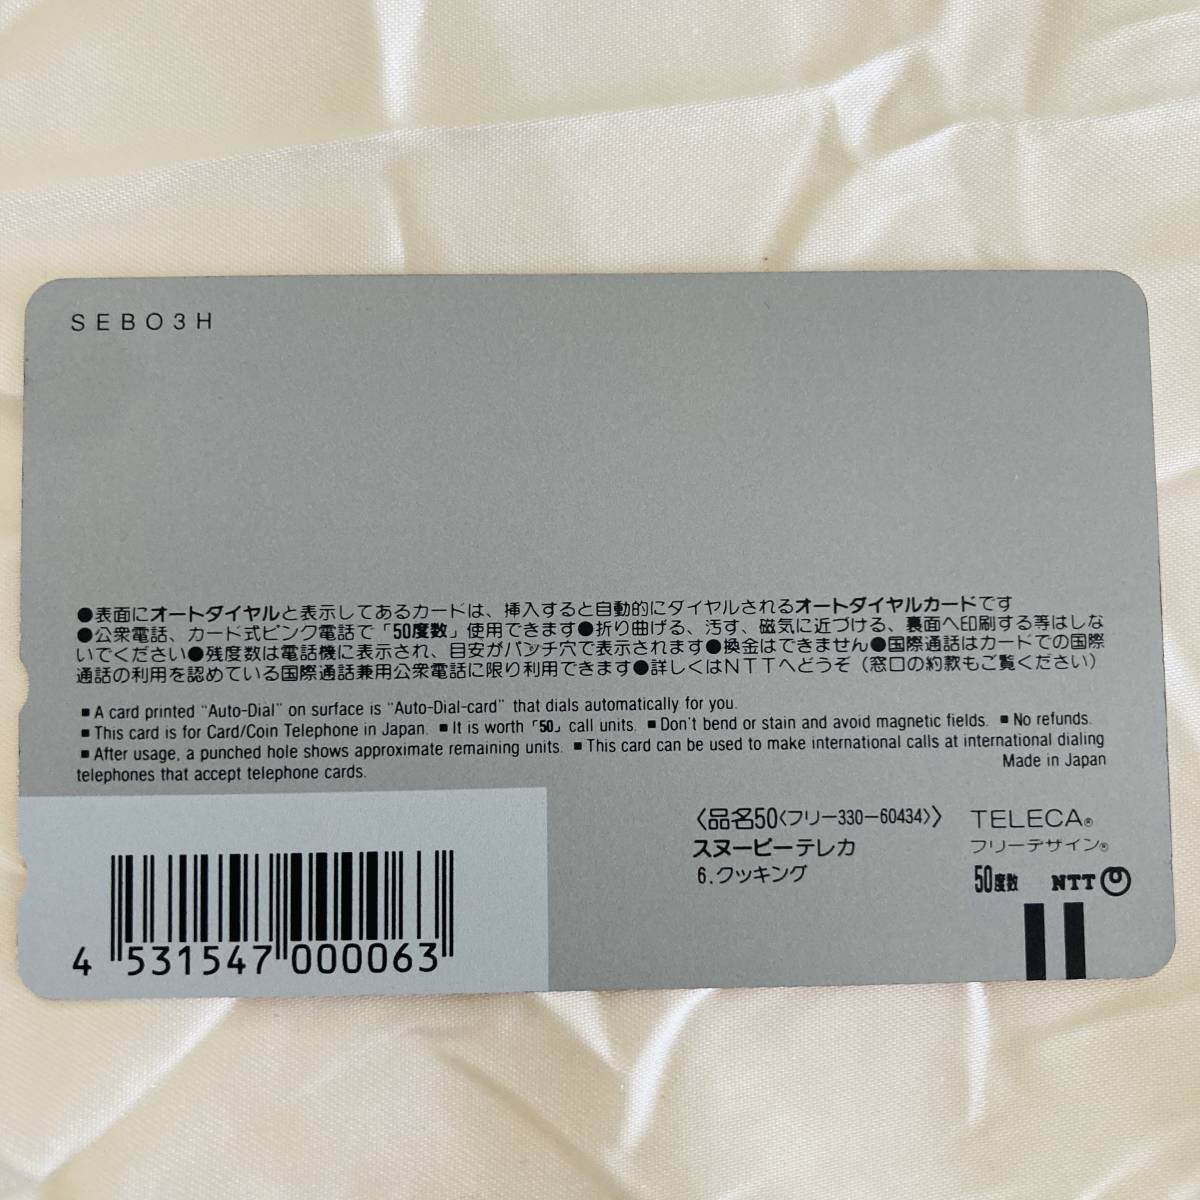 SEBO3H
●表面にオートダイヤルと表示してあるカードは、挿入すると自動的にダイヤルされるオートダイヤルカードです
●公衆電話、カード式ピンク電話で「50度数」使用できます●折り曲げる、汚す、磁気に近づける、裏面へ印刷する等はしな
いでください●残度数は電話機に表示され、目安がパンチ穴で表示されます●換金はできません●国際通話はカードでの国際
通話の利用を認めている国際通話兼用公衆電話に限り利用できます●詳しくはNTTへどうぞ(窓口の約款もご覧ください)
■ A card printed “Auto-Dial” on surface is “Auto-Dial-card” that dials automatically for you.
■ This card is for Card/Coin Telephone in Japan. ■ It is worth「50」call units. ■ Don't bend or stain and avoid magnetic fields. ■ No refunds.
■ After usage, a punched hole shows approximate remaining units. ■ This card can be used to make international calls at international dialing
telephones that accept telephone cards.
Made in Japan
〈品名50〈フリー330−60434〉〉
スヌーピーテレカ
6.クッキング
TELECA®
フリーデザイン®
50度数 NTT
4 531547 000063